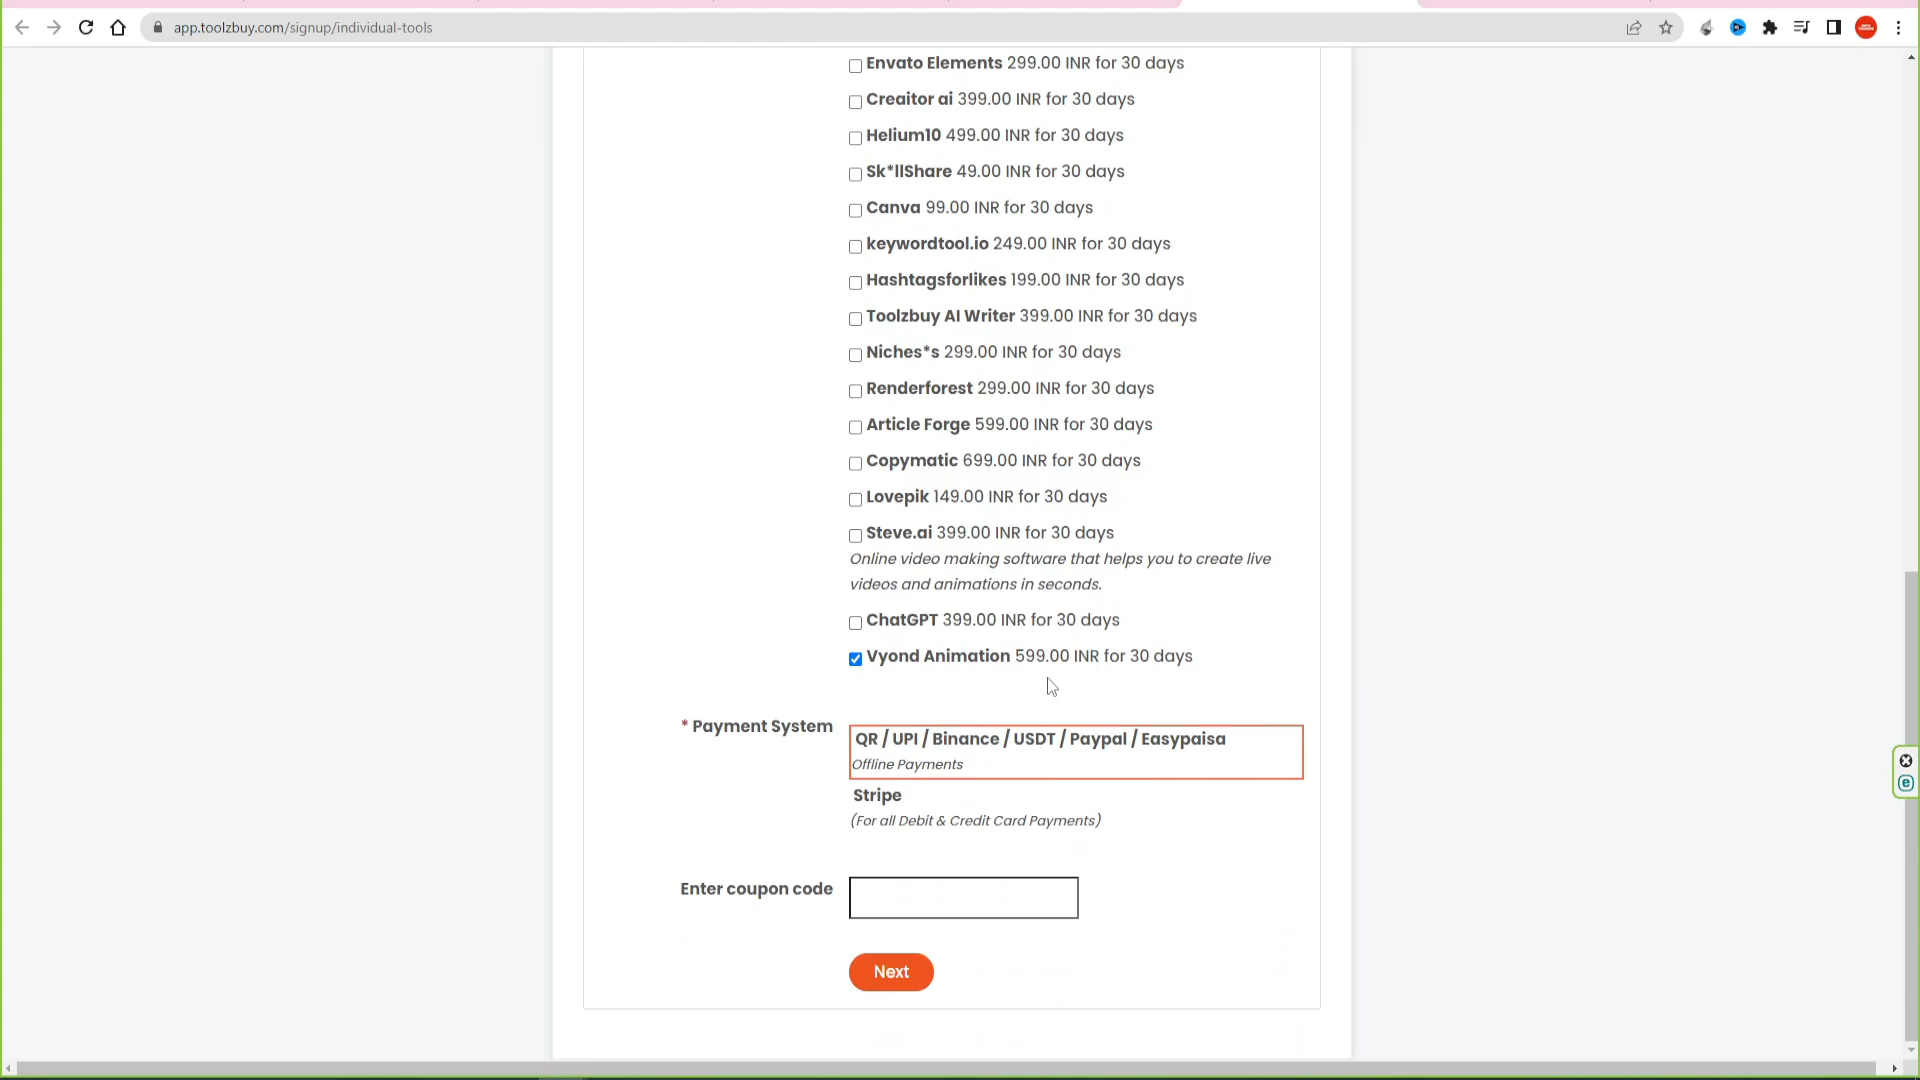 app.toolzbuy.com/signup/individual-tools
Envato Elements 299.00 INR for 30 days
Creaitor ai 399.00 INR for 30 days
Helium10 499.00 INR for 30 days
Sk*llShare 49.00 INR for 30 days
Canva 99.00 INR for 30 days
keywordtool.io 249.00 INR for 30 days
Hashtagsforlikes 199.00 INR for 30 days
Toolzbuy AI Writer 399.00 INR for 30 days
Niches*s 299.00 INR for 30 days
Renderforest 299.00 INR for 30 days
Article Forge 599.00 INR for 30 days
Copymatic 699.00 INR for 30 days
Lovepik 149.00 INR for 30 days
Steve.ai 399.00 INR for 30 days
Online video making software that helps you to create live
videos and animations in seconds.
ChatGPT 399.00 INR for 30 days
Vyond Animation 599.00 INR for 30 days
* Payment System
QR / UPI / Binance / USDT / Paypal / Easypaisa
Offline Payments
Stripe
(For all Debit & Credit Card Payments)
Enter coupon code
Next